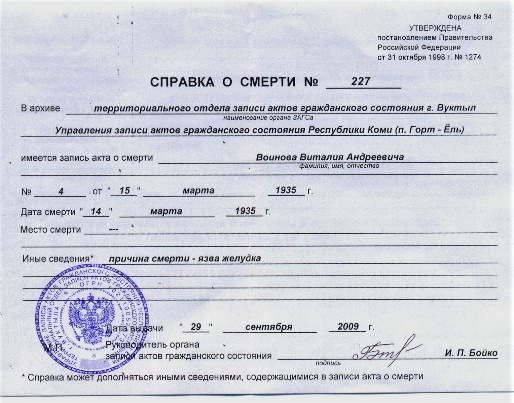 Форма № 34
УТВЕРЖДЕНА
постановлением Правительства
Российской Федерации
от 31 октября 1998 г. № 1274
СПРАВКА О СМЕРТИ № 227
В архиве территориального отдела записи актов гражданского состояния г. Вуктыл
наименование органа ЗАГСа
Управления записи актов гражданского состояния Республики Коми (п. Горт - Ёль)
имеется запись акта о смерти Воинова Виталия Андреевича
фамилия, имя, отчество
№ 4 от "15" марта 1935 г.
Дата смерти "14" марта 1935 г.
Место смерти ---
Иные сведения* причина смерти - язва желудка
Дата выдачи "29" сентября 2009 г.
М.П. Руководитель органа
записи актов гражданского состояния И. П. Бойко
подпись
* Справка может дополняться иными сведениями, содержащимися в записи акта о смерти